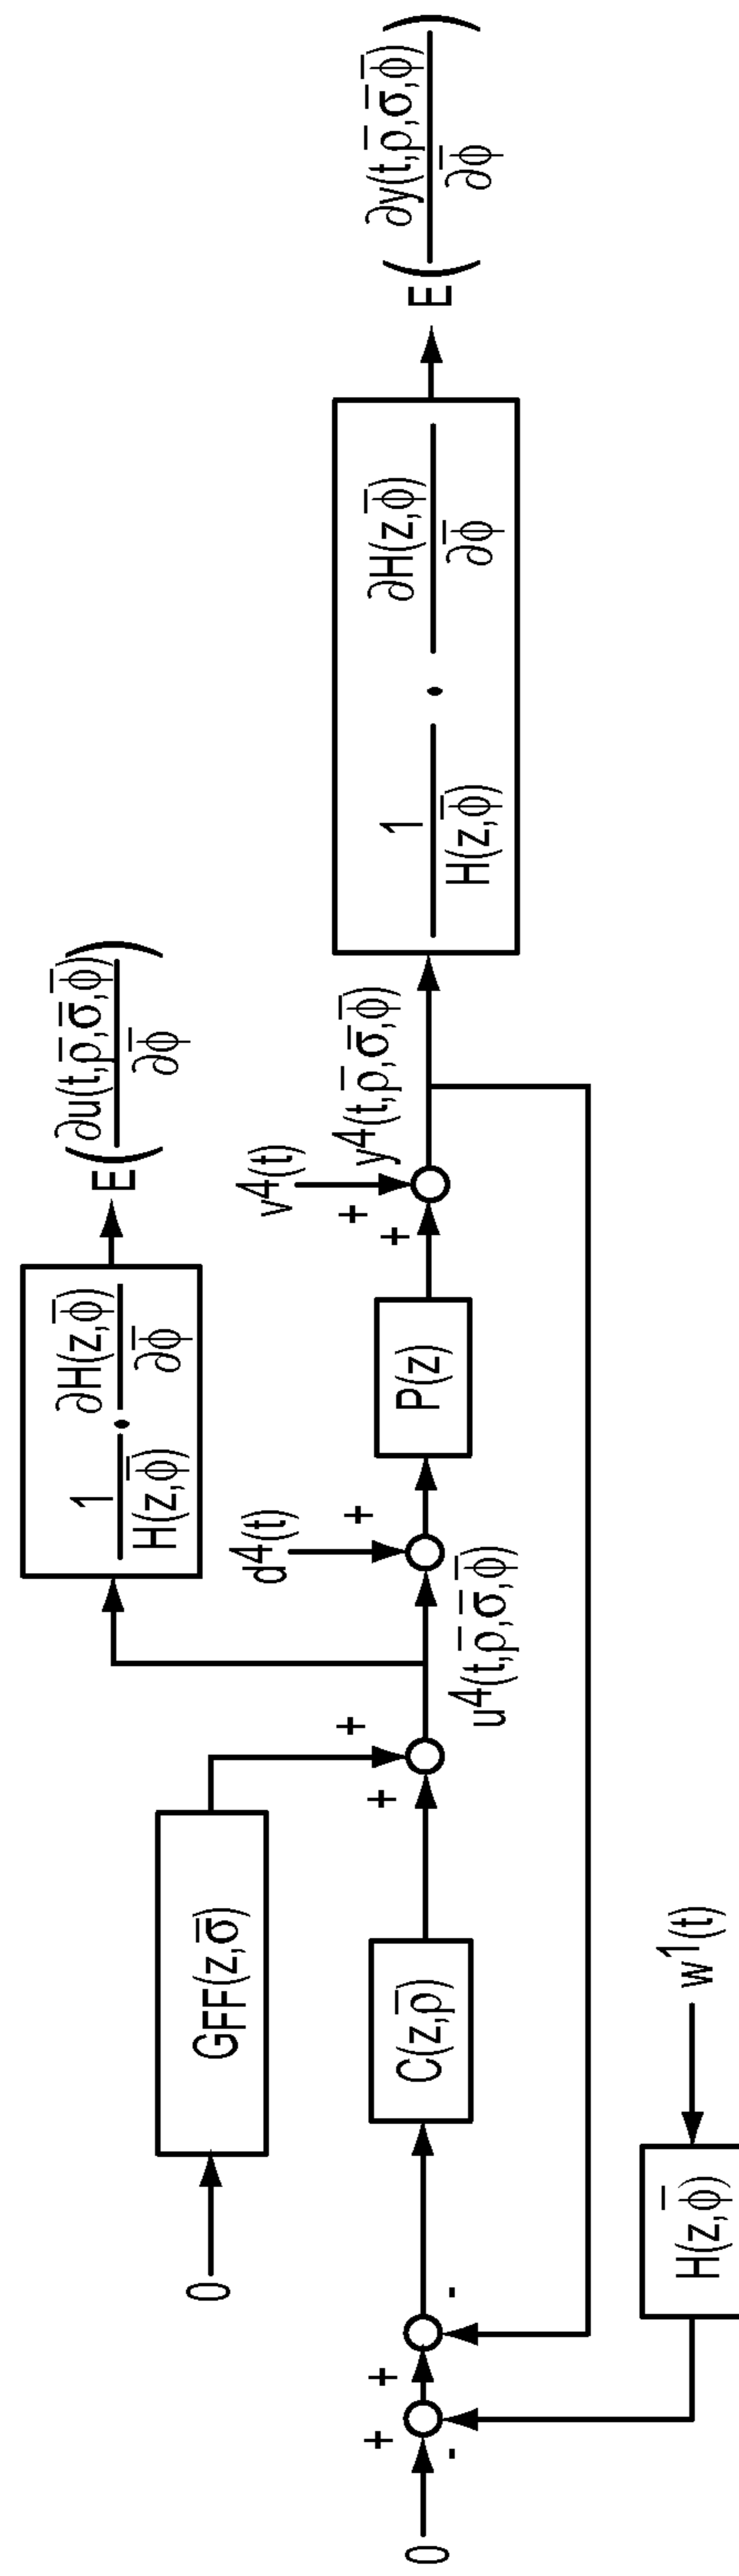 0
+
-
+
-
0
GFF(z,σ̄)
C(z,ρ̄)
+
+
u⁴(t,ρ̄,σ̄,ϕ̄)
1
H(z,ϕ̄)
·
∂H(z,ϕ̄)
∂ϕ̄
E(∂u(t,ρ̄,σ̄,ϕ̄)
∂ϕ̄)
d⁴(t)
+
P(z)
v⁴(t)
+
+
y⁴(t,ρ̄,σ̄,ϕ̄)
1
H(z,ϕ̄)
·
∂H(z,ϕ̄)
∂ϕ̄
E(∂y(t,ρ̄,σ̄,ϕ̄)
∂ϕ̄)
H(z,ϕ̄)
w¹(t)